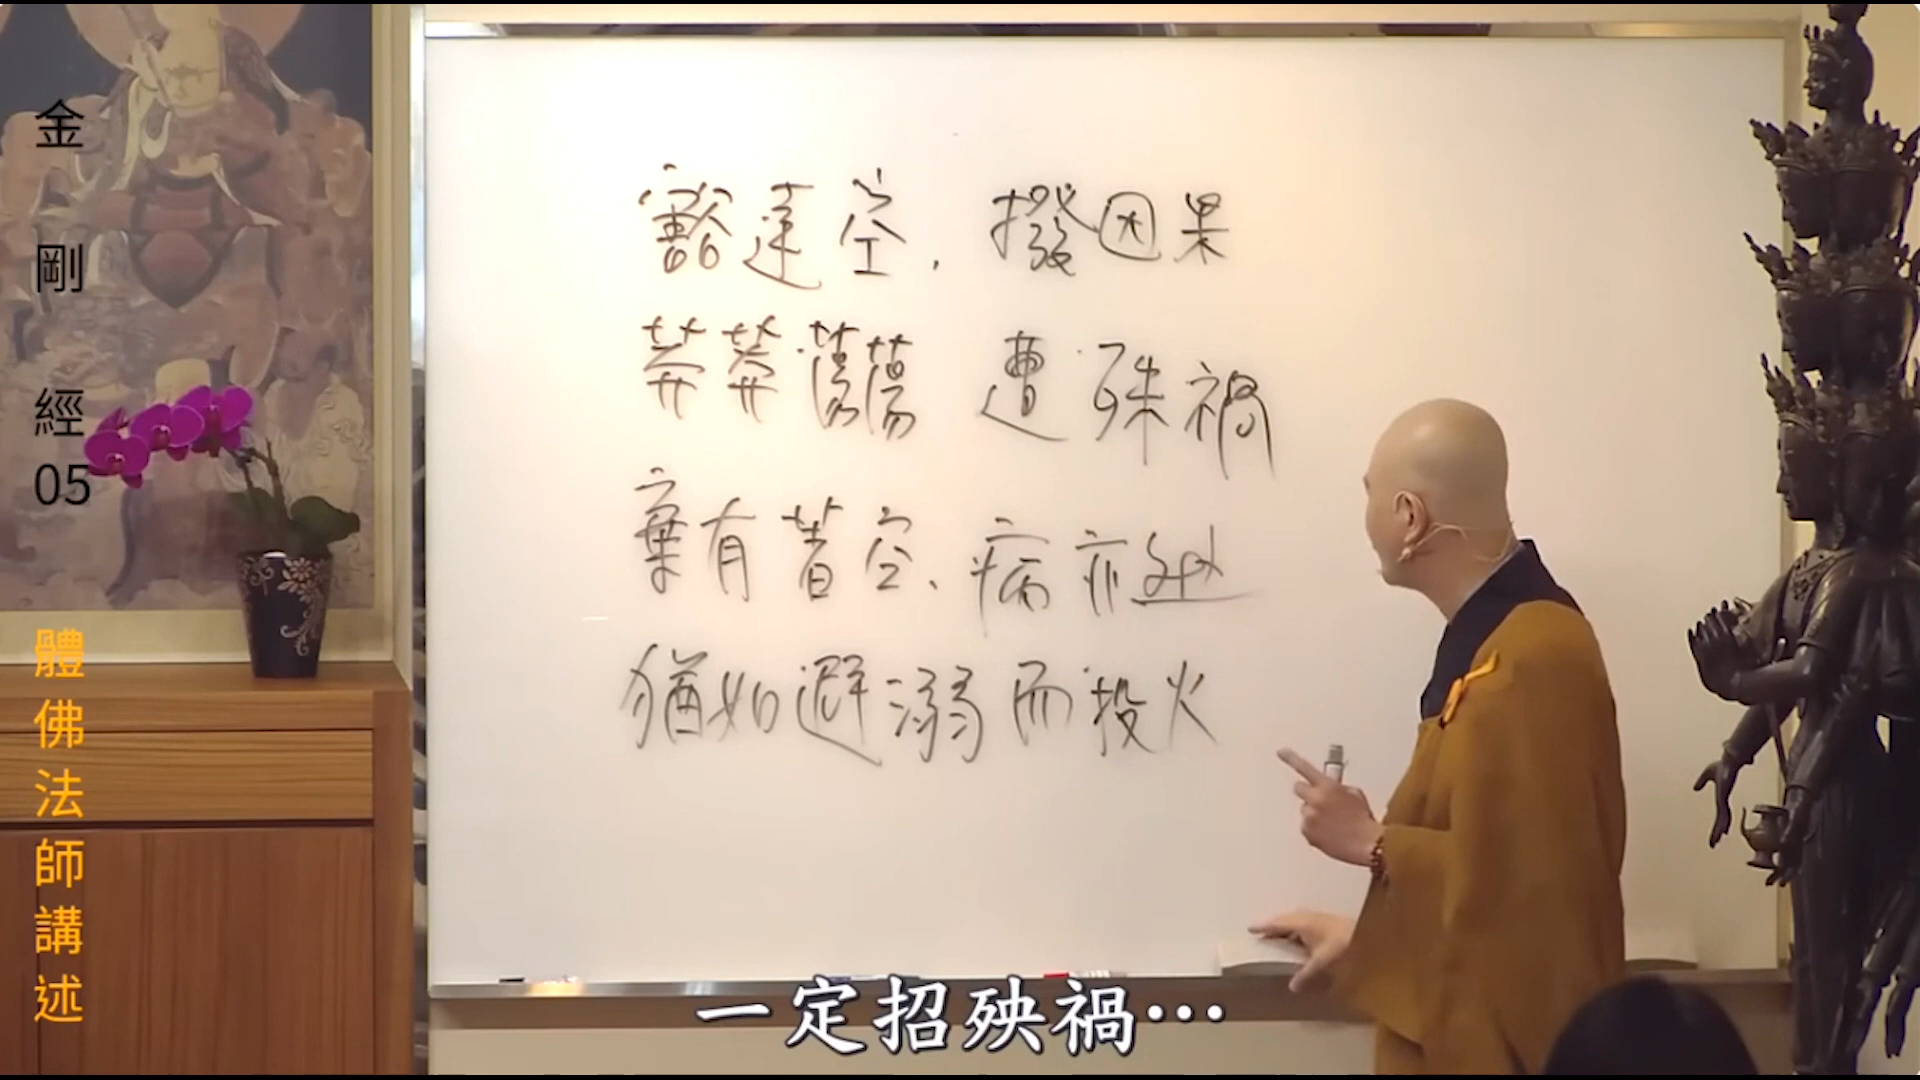 金剛經05
體佛法師講述
豁達空，撥因果
莽莽蕩蕩 遭殃禍
棄有著空、病亦然
猶如避溺而投火
一定招殃禍…